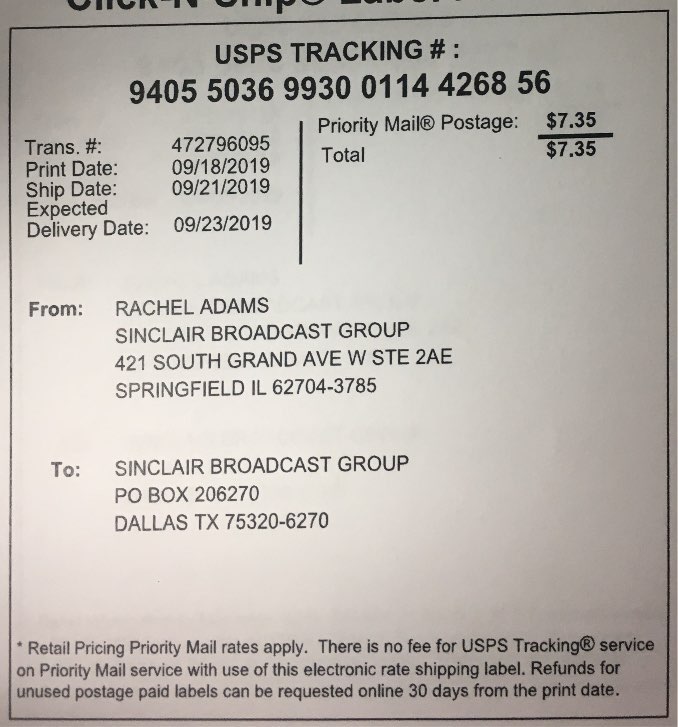 Click-N-Ship® Label
USPS TRACKING # :
9405 5036 9930 0114 4268 56
Trans. #: 472796095
Print Date: 09/18/2019
Ship Date: 09/21/2019
Expected
Delivery Date: 09/23/2019
Priority Mail® Postage: $7.35
Total $7.35
From: RACHEL ADAMS
SINCLAIR BROADCAST GROUP
421 SOUTH GRAND AVE W STE 2AE
SPRINGFIELD IL 62704-3785
To: SINCLAIR BROADCAST GROUP
PO BOX 206270
DALLAS TX 75320-6270
* Retail Pricing Priority Mail rates apply. There is no fee for USPS Tracking® service
on Priority Mail service with use of this electronic rate shipping label. Refunds for
unused postage paid labels can be requested online 30 days from the print date.